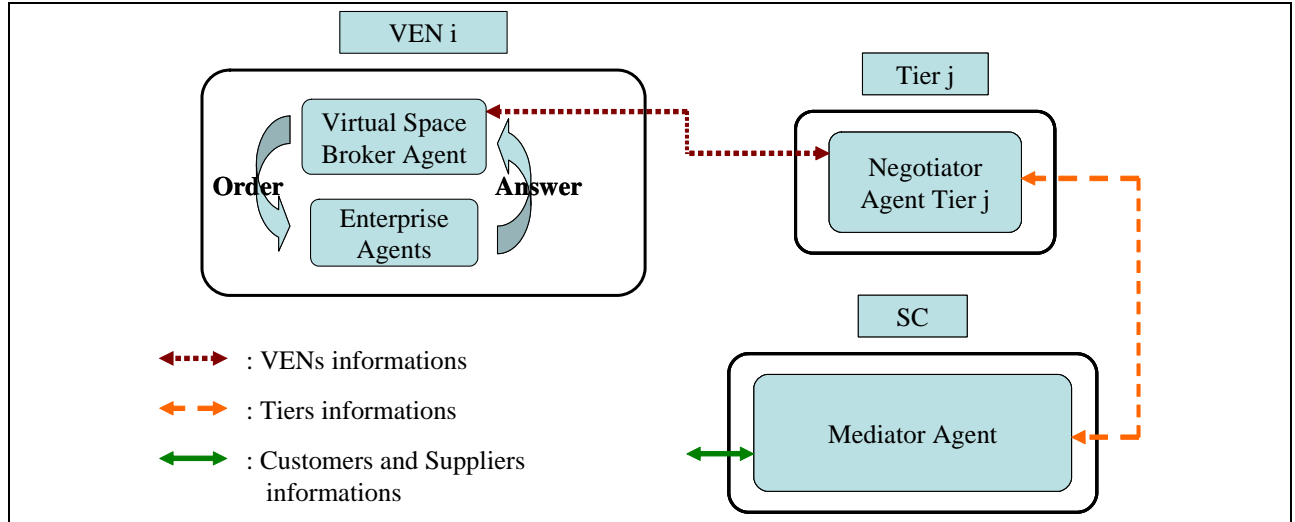 VEN i
Virtual Space
Broker Agent
Order
Answer
Enterprise
Agents
Tier j
Negotiator
Agent Tier j
SC
Mediator Agent
: VENs informations
: Tiers informations
: Customers and Suppliers
informations